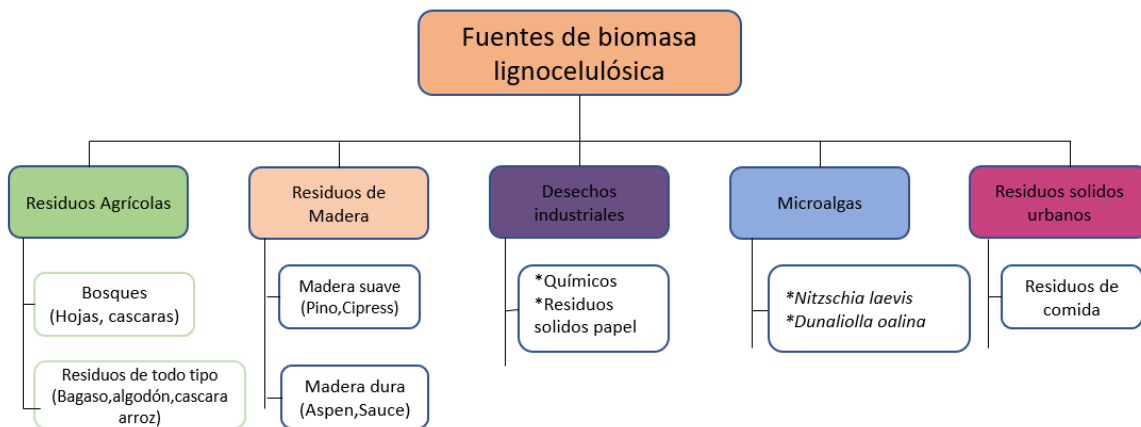 Fuentes de biomasa
lignocelulósica
Residuos Agrícolas
Residuos de
Madera
Desechos
industriales
Microalgas
Residuos solidos
urbanos
Bosques
(Hojas, cascaras)
Residuos de todo tipo
(Bagaso,algodón,cascara
arroz)
Madera suave
(Pino,Cipress)
Madera dura
(Aspen,Sauce)
*Químicos
*Residuos
solidos papel
*Nitzschia laevis
*Dunaliolla oalina
Residuos de
comida